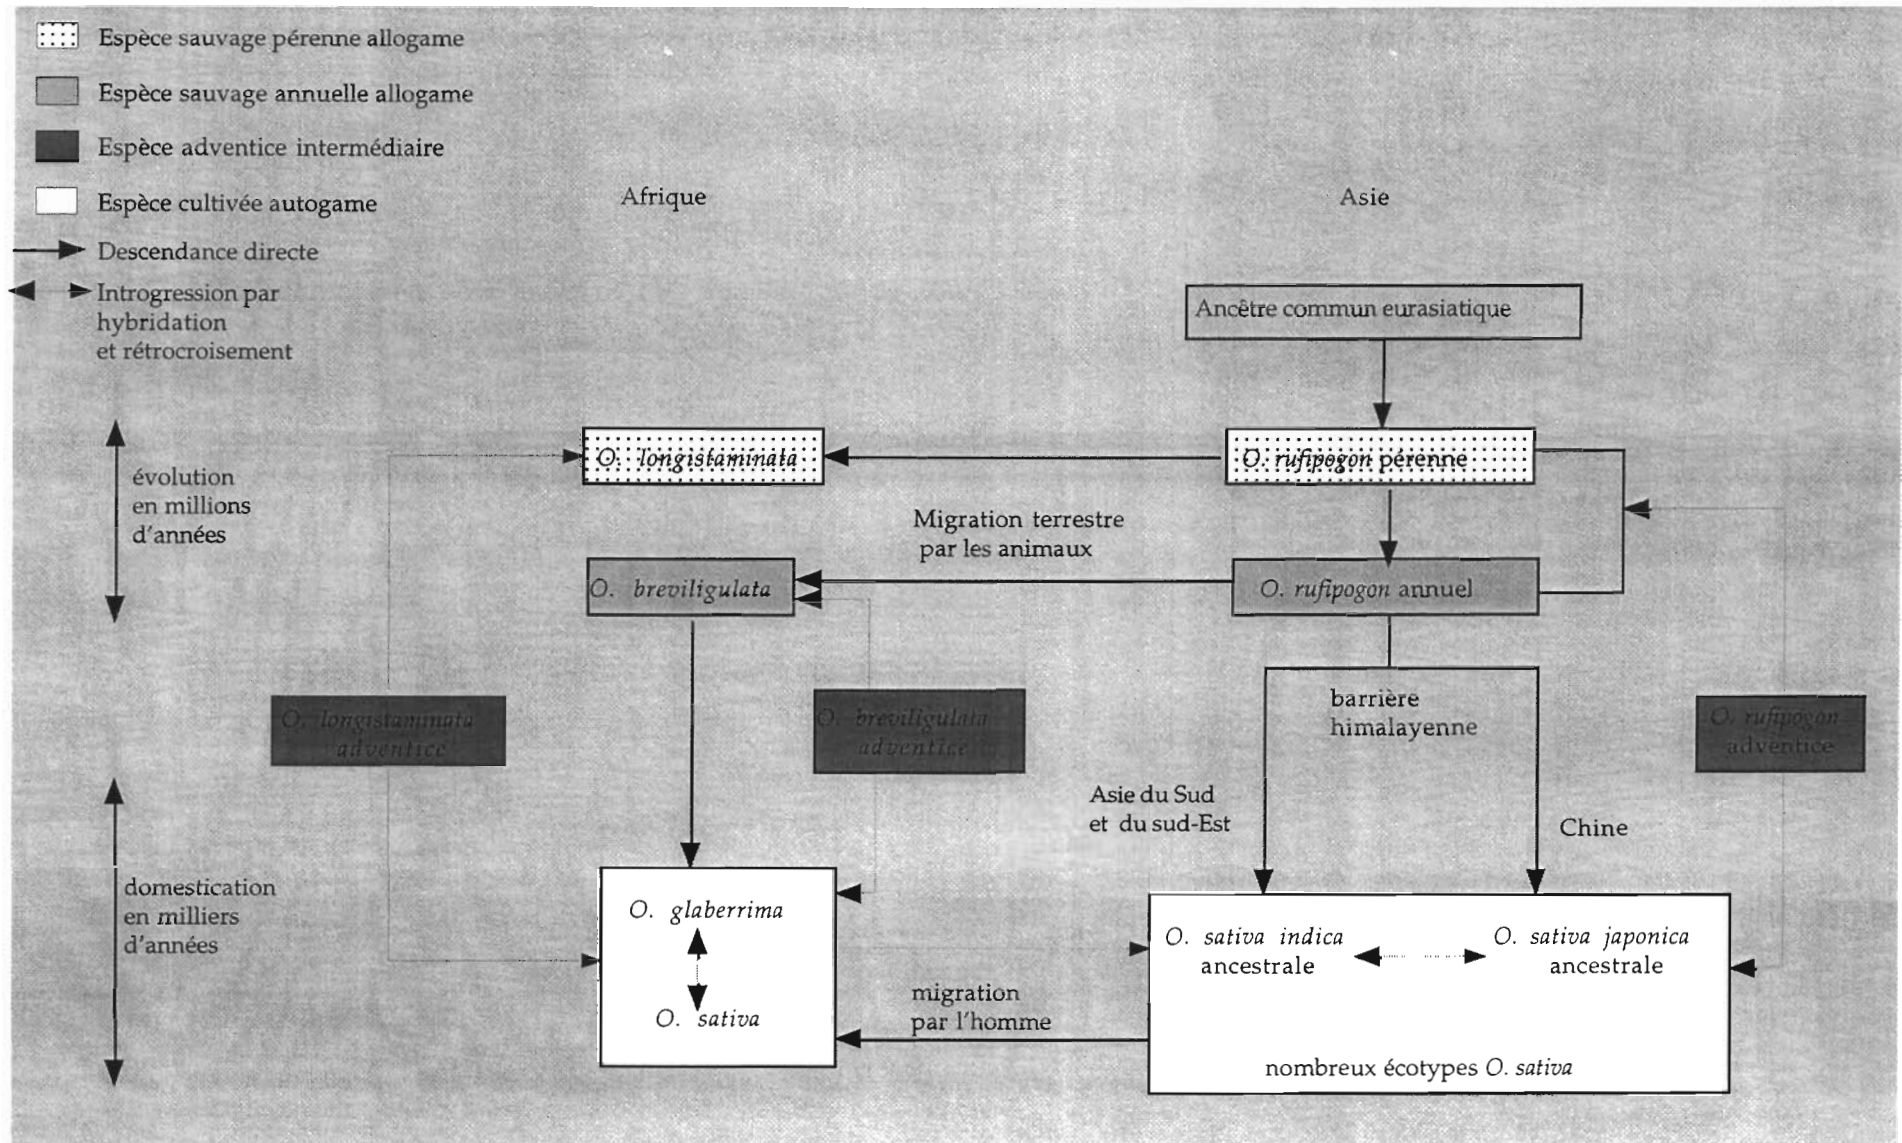 Espèce sauvage pérenne allogame
Espèce sauvage annuelle allogame
Espèce adventice intermédiaire
Espèce cultivée autogame
Descendance directe
Introgression par
hybridation
et rétrocroisement
Afrique
Asie
Ancêtre commun eurasiatique
évolution
en millions
d'années
O. longistaminata
O. rufipogon pérenne
Migration terrestre
par les animaux
O. breviligulata
O. rufipogon annuel
barrière
himalayenne
O. longistaminata
adventice
O. breviligulata
adventice
O. rufipogon
adventice
Asie du Sud
et du sud-Est
Chine
domestication
en milliers
d'années
O. glaberrima
O. sativa
O. sativa indica
ancestrale
O. sativa japonica
ancestrale
migration
par l'homme
nombreux écotypes O. sativa